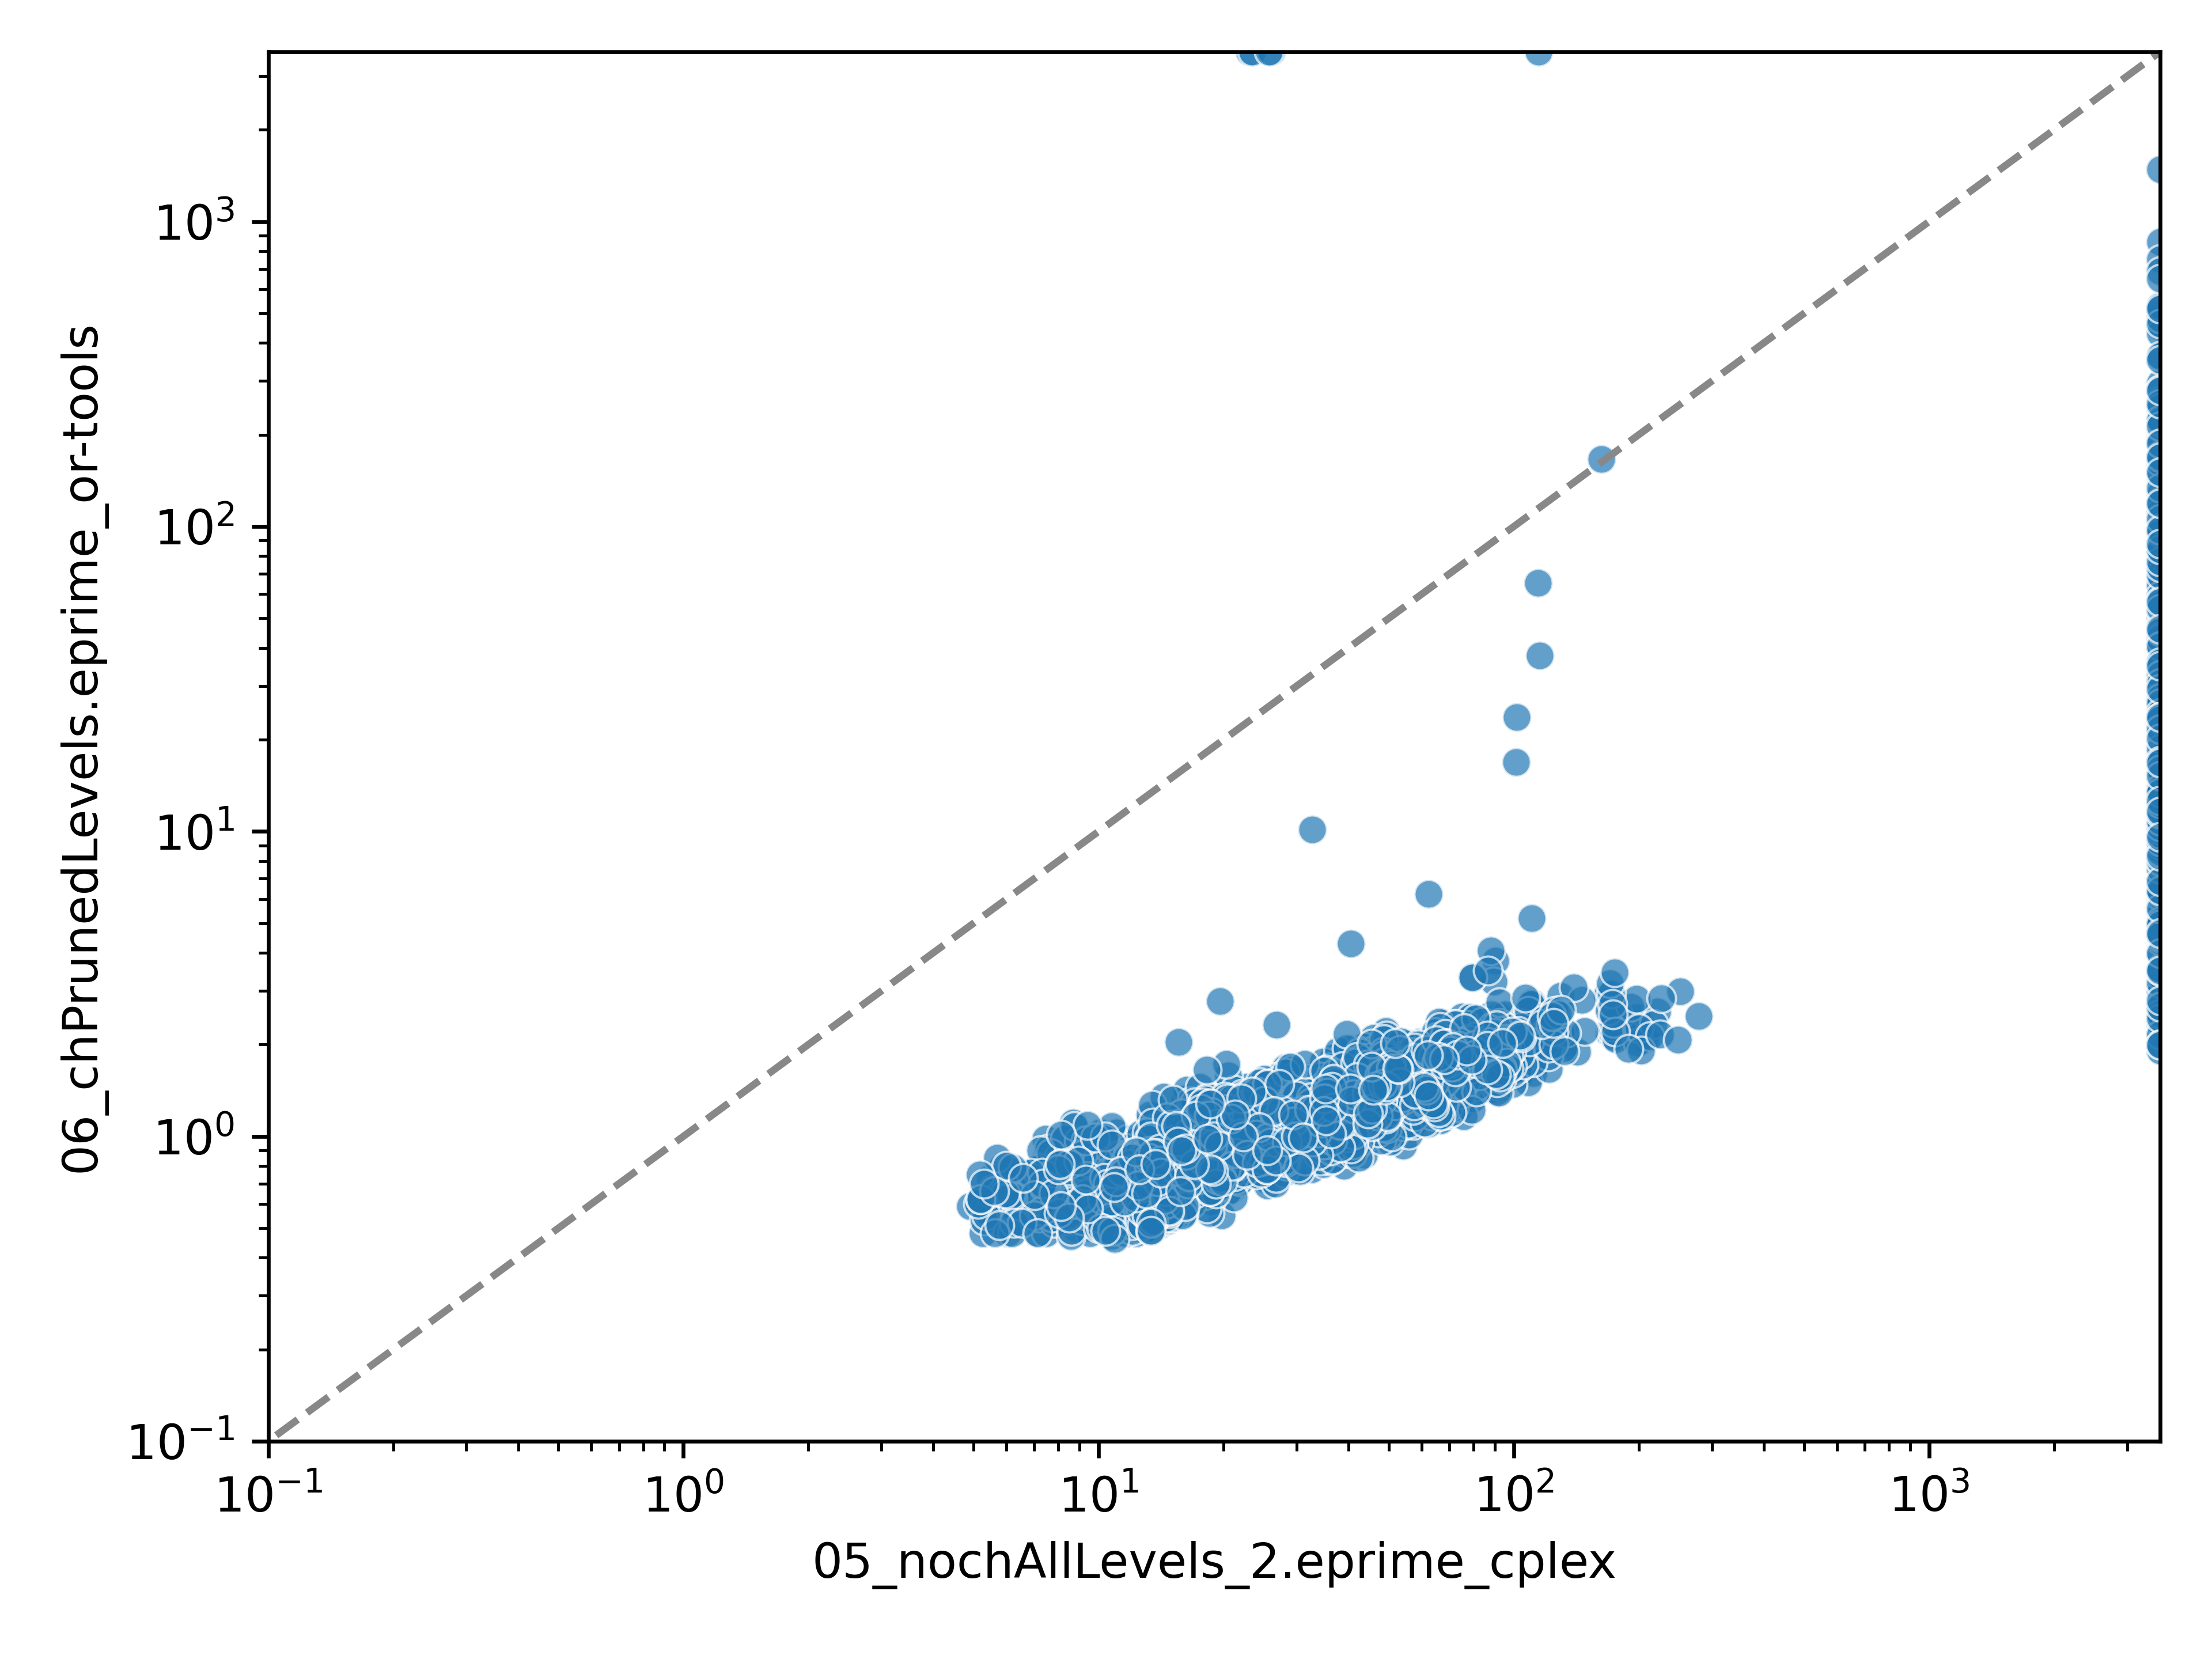 06_chPrunedLevels.eprime_or-tools
10³
10²
10¹
10⁰
10⁻¹
10⁻¹ 10⁰ 10¹ 10² 10³
05_nochAllLevels_2.eprime_cplex